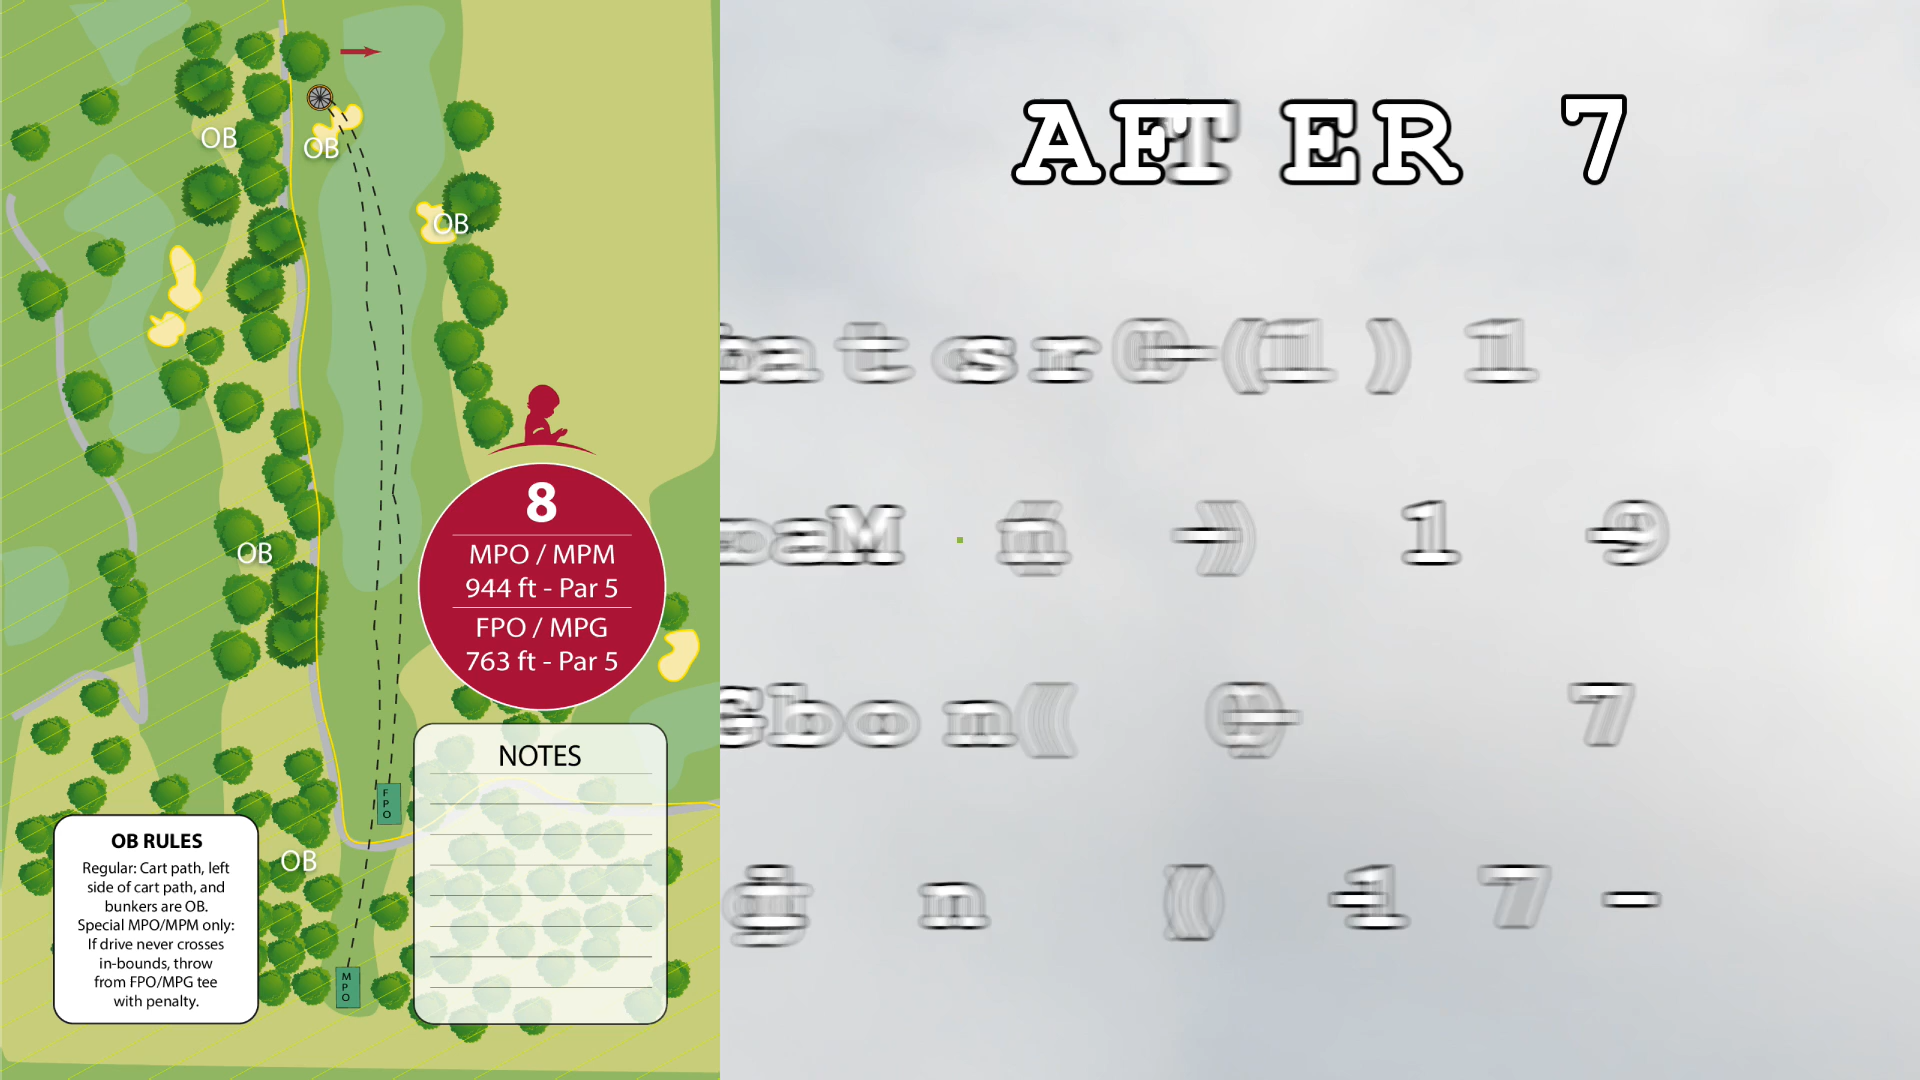 OB
OB
OB
OB
OB
8
MPO / MPM
944 ft - Par 5
FPO / MPG
763 ft - Par 5
FPO
MPO
NOTES
OB RULES
Regular: Cart path, left
side of cart path, and
bunkers are OB.
Special MPO/MPM only:
If drive never crosses
in-bounds, throw
from FPO/MPG tee
with penalty.
AFTER 7